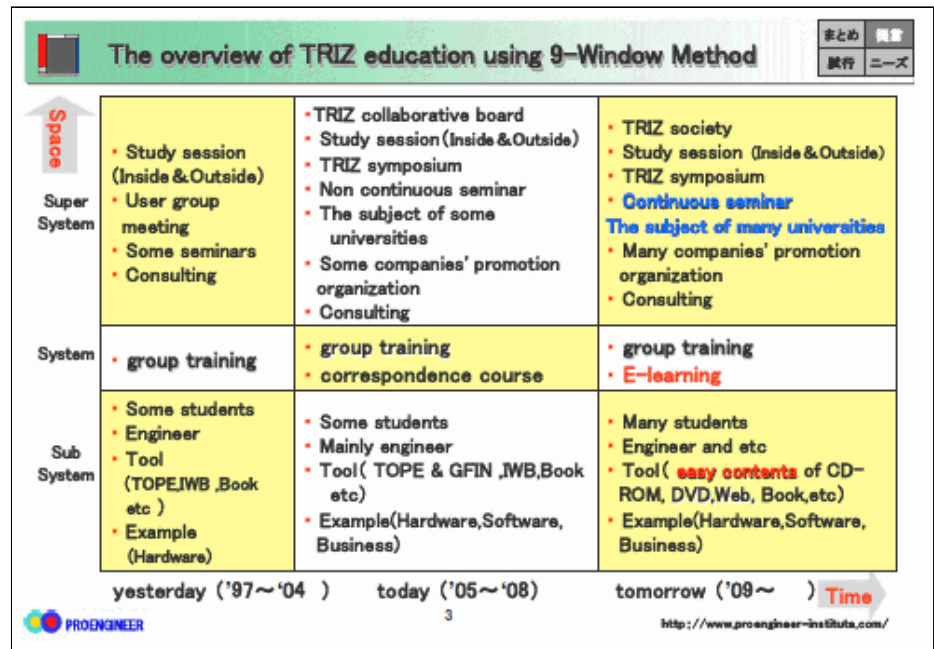 The overview of TRIZ education using 9-Window Method
まとめ 提言
試行 ニーズ
Space
Super
System
・Study session
(Inside&Outside)
・User group
meeting
・Some seminars
・Consulting
・TRIZ collaborative board
・Study session(Inside&Outside)
・TRIZ symposium
・Non continuous seminar
・The subject of some
universities
・Some companies' promotion
organization
・Consulting
・TRIZ society
・Study session (Inside&Outside)
・TRIZ symposium
・Continuous seminar
The subject of many universities
・Many companies' promotion
organization
・Consulting
System
・group training
・group training
・correspondence course
・group training
・E-learning
Sub
System
・Some students
・Engineer
・Tool
(TOPE,IWB ,Book
etc )
・Example
(Hardware)
・Some students
・Mainly engineer
・Tool( TOPE & GFIN ,IWB,Book
etc)
・Example(Hardware,Software,
Business)
・Many students
・Engineer and etc
・Tool( easy contents of CD-
ROM, DVD,Web, Book,etc)
・Example(Hardware,Software,
Business)
yesterday ('97～'04 ) today ('05～'08) tomorrow ('09～ ) Time
PROENGINEER
3
http://www.proengineer-institute.com/